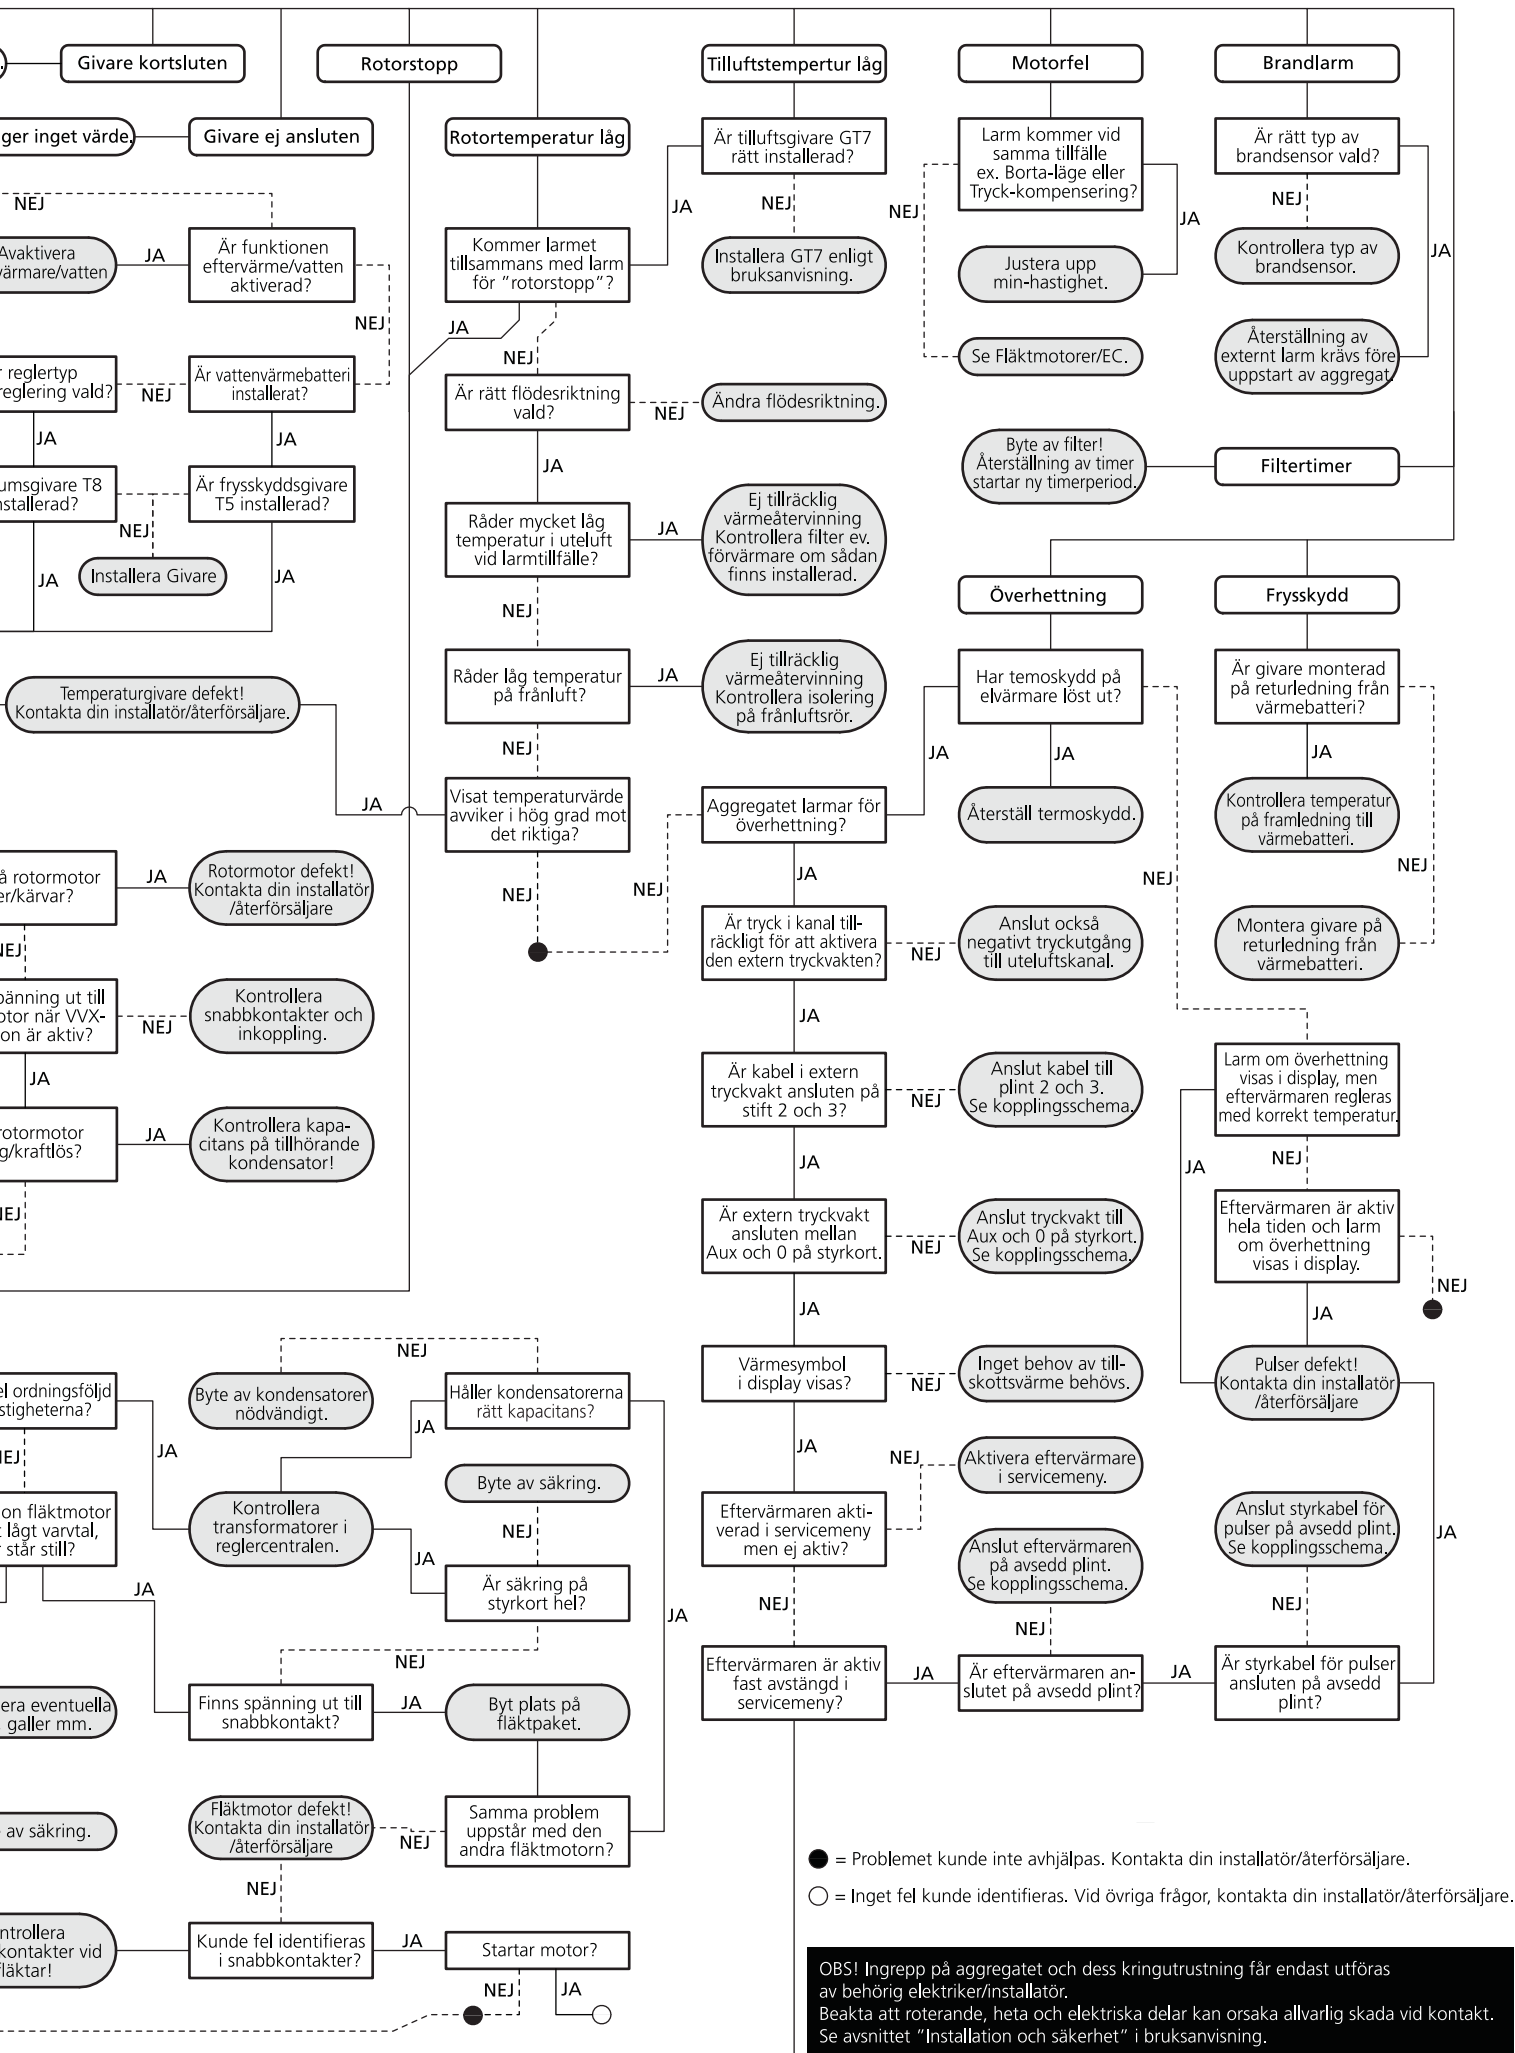 Givare kortsluten
Rotorstopp
Tilluftstempertur låg
Motorfel
Brandlarm
ger inget värde.
Givare ej ansluten
Rotortemperatur låg
Är tilluftsgivare GT7
rätt installerad?
Larm kommer vid
samma tillfälle
ex. Borta-läge eller
Tryck-kompensering?
Är rätt typ av
brandsensor vald?
NEJ
JA
NEJ
NEJ
JA
NEJ
JA
Avaktivera
värmare/vatten
JA
Är funktionen
eftervärme/vatten
aktiverad?
Kommer larmet
tillsammans med larm
för ”rotorstopp”?
Installera GT7 enligt
bruksanvisning.
Justera upp
min-hastighet.
Kontrollera typ av
brandsensor.
NEJ
JA
NEJ
Se Fläktmotorer/EC.
Återställning av
externt larm krävs före
uppstart av aggregat.
reglertyp
reglering vald?
NEJ
Är vattenvärmebatteri
installerat?
Är rätt flödesriktning
vald?
NEJ
Ändra flödesriktning.
JA
JA
JA
Byte av filter!
Återställning av timer
startar ny timerperiod.
Filtertimer
umsgivare T8
nstallerad?
NEJ
Är frysskyddsgivare
T5 installerad?
Råder mycket låg
temperatur i uteluft
vid larmtillfälle?
JA
Ej tillräcklig
värmeåtervinning
Kontrollera filter ev.
förvärmare om sådan
finns installerad.
JA
Installera Givare
JA
NEJ
Överhettning
Frysskydd
Råder låg temperatur
på frånluft?
JA
Ej tillräcklig
värmeåtervinning
Kontrollera isolering
på frånluftsrör.
Har temoskydd på
elvärmare löst ut?
Är givare monterad
på returledning från
värmebatteri?
Temperaturgivare defekt!
Kontakta din installatör/återförsäljare.
NEJ
JA
JA
JA
JA
Visat temperaturvärde
avviker i hög grad mot
det riktiga?
Aggregatet larmar för
överhettning?
Återställ termoskydd.
Kontrollera temperatur
på framledning till
värmebatteri.
å rotormotor
er/kärvar?
JA
Rotormotor defekt!
Kontakta din installatör
/återförsäljare
NEJ
NEJ
JA
NEJ
NEJ
NEJ
Är tryck i kanal till-
räckligt för att aktivera
den extern tryckvakten?
NEJ
Anslut också
negativt tryckutgång
till uteluftskanal.
Montera givare på
returledning från
värmebatteri.
pänning ut till
otor när VVX-
on är aktiv?
NEJ
Kontrollera
snabbkontakter och
inkoppling.
JA
JA
Är kabel i extern
tryckvakt ansluten på
stift 2 och 3?
NEJ
Anslut kabel till
plint 2 och 3.
Se kopplingsschema.
Larm om överhettning
visas i display, men
eftervärmaren regleras
med korrekt temperatur.
rotormotor
g/kraftlös?
JA
Kontrollera kapa-
citans på tillhörande
kondensator!
JA
JA
NEJ
NEJ
Är extern tryckvakt
ansluten mellan
Aux och 0 på styrkort.
NEJ
Anslut tryckvakt till
Aux och 0 på styrkort.
Se kopplingsschema.
Eftervärmaren är aktiv
hela tiden och larm
om överhettning
visas i display.
NEJ
JA
JA
NEJ
el ordningsföljd
stigheterna?
Byte av kondensatorer
nödvändigt.
Håller kondensatorerna
rätt kapacitans?
Värmesymbol
i display visas?
NEJ
Inget behov av till-
skottsvärme behövs.
Pulser defekt!
Kontakta din installatör
/återförsäljare
NEJ
JA
JA
JA
NEJ
Aktivera eftervärmare
i servicemeny.
Byte av säkring.
on fläktmotor
t lågt varvtal,
r står still?
Kontrollera
transformatorer i
reglercentralen.
NEJ
Eftervärmaren akti-
verad i servicemeny
men ej aktiv?
Anslut eftervärmaren
på avsedd plint.
Se kopplingsschema.
Anslut styrkabel för
pulser på avsedd plint.
Se kopplingsschema.
JA
JA
JA
Är säkring på
styrkort hel?
JA
NEJ
NEJ
NEJ
NEJ
era eventuella
galler mm.
Finns spänning ut till
snabbkontakt?
JA
Byt plats på
fläktpaket.
Eftervärmaren är aktiv
fast avstängd i
servicemeny?
JA
Är eftervärmaren an-
slutet på avsedd plint?
JA
Är styrkabel för pulser
ansluten på avsedd
plint?
av säkring.
Fläktmotor defekt!
Kontakta din installatör
/återförsäljare
NEJ
Samma problem
uppstår med den
andra fläktmotorn?
= Problemet kunde inte avhjälpas. Kontakta din installatör/återförsäljare.
NEJ
= Inget fel kunde identifieras. Vid övriga frågor, kontakta din installatör/återförsäljare.
ntrollera
kontakter vid
fläktar!
Kunde fel identifieras
i snabbkontakter?
JA
Startar motor?
NEJ
JA
OBS! Ingrepp på aggregatet och dess kringutrustning får endast utföras
av behörig elektriker/installatör.
Beakta att roterande, heta och elektriska delar kan orsaka allvarlig skada vid kontakt.
Se avsnittet ”Installation och säkerhet” i bruksanvisning.